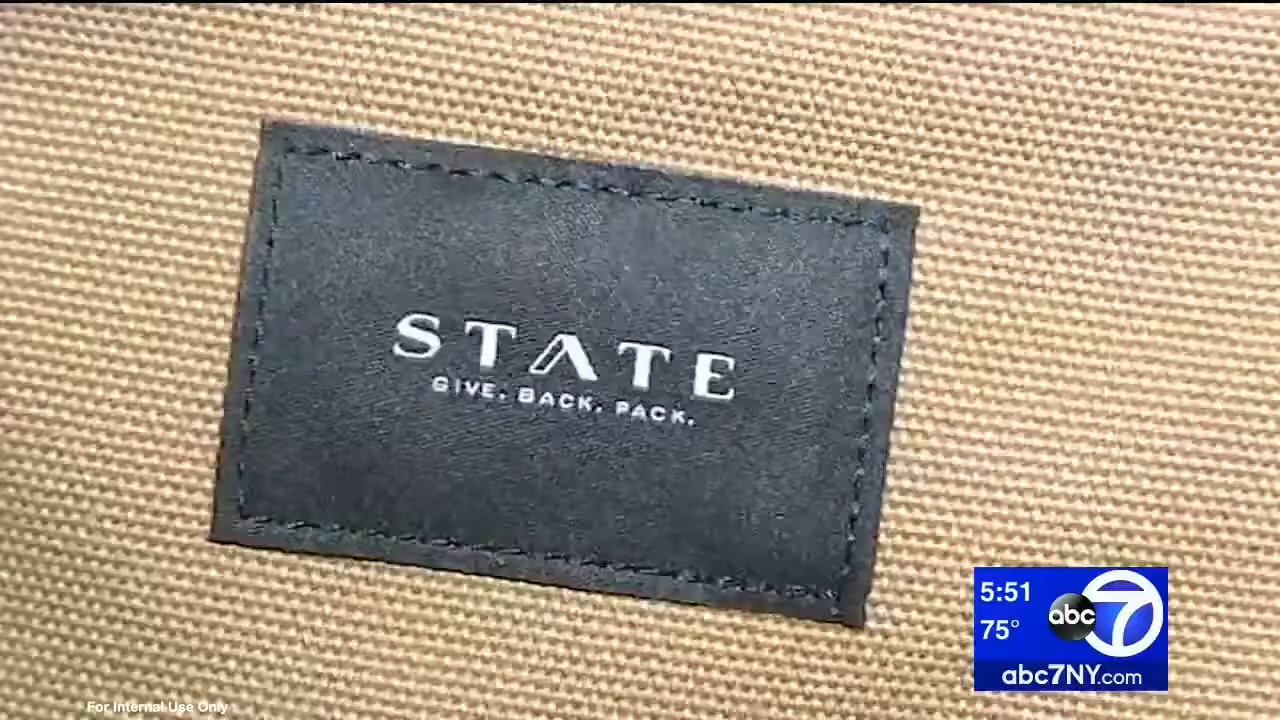 STATE
GIVE. BACK. PACK.
5:51
75°
abc 7
abc7NY.com
For Internal Use Only